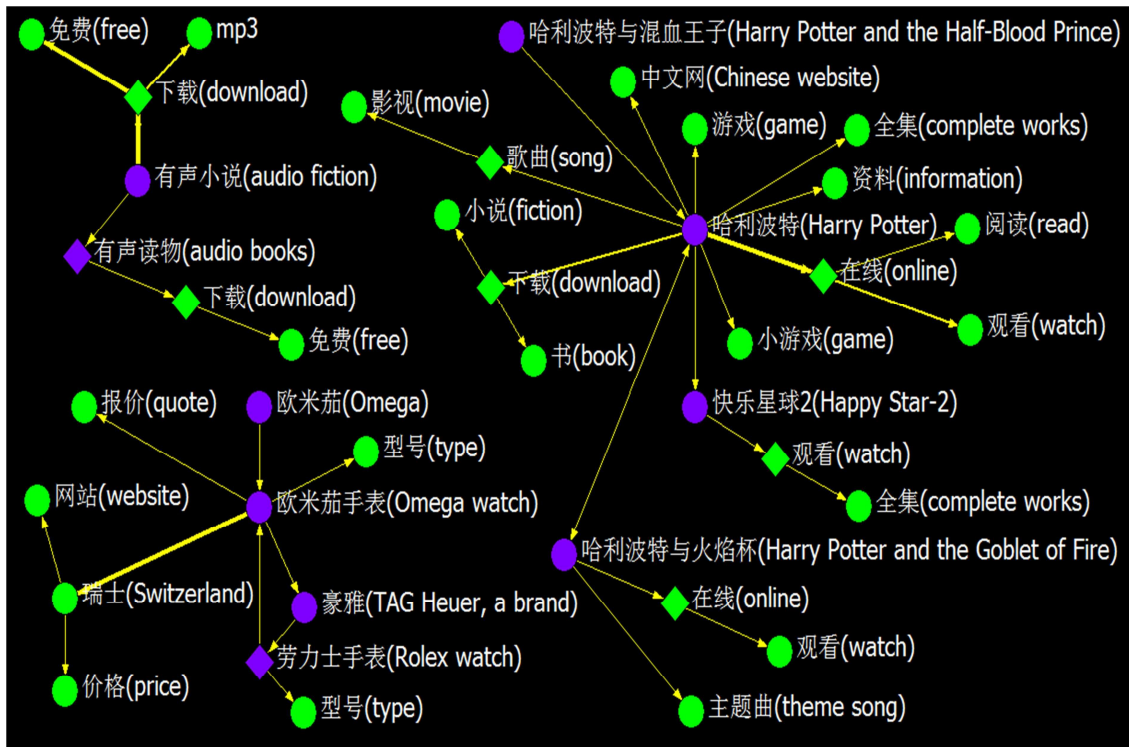 免费(free)
mp3
下载(download)
有声小说(audio fiction)
有声读物(audio books)
下载(download)
免费(free)
哈利波特与混血王子(Harry Potter and the Half-Blood Prince)
中文网(Chinese website)
影视(movie)
游戏(game)
全集(complete works)
歌曲(song)
资料(information)
小说(fiction)
哈利波特(Harry Potter)
阅读(read)
在线(online)
下载(download)
观看(watch)
小游戏(game)
书(book)
快乐星球2(Happy Star-2)
观看(watch)
全集(complete works)
哈利波特与火焰杯(Harry Potter and the Goblet of Fire)
在线(online)
观看(watch)
主题曲(theme song)
报价(quote)
欧米茄(Omega)
型号(type)
网站(website)
欧米茄手表(Omega watch)
瑞士(Switzerland)
豪雅(TAG Heuer, a brand)
劳力士手表(Rolex watch)
价格(price)
型号(type)